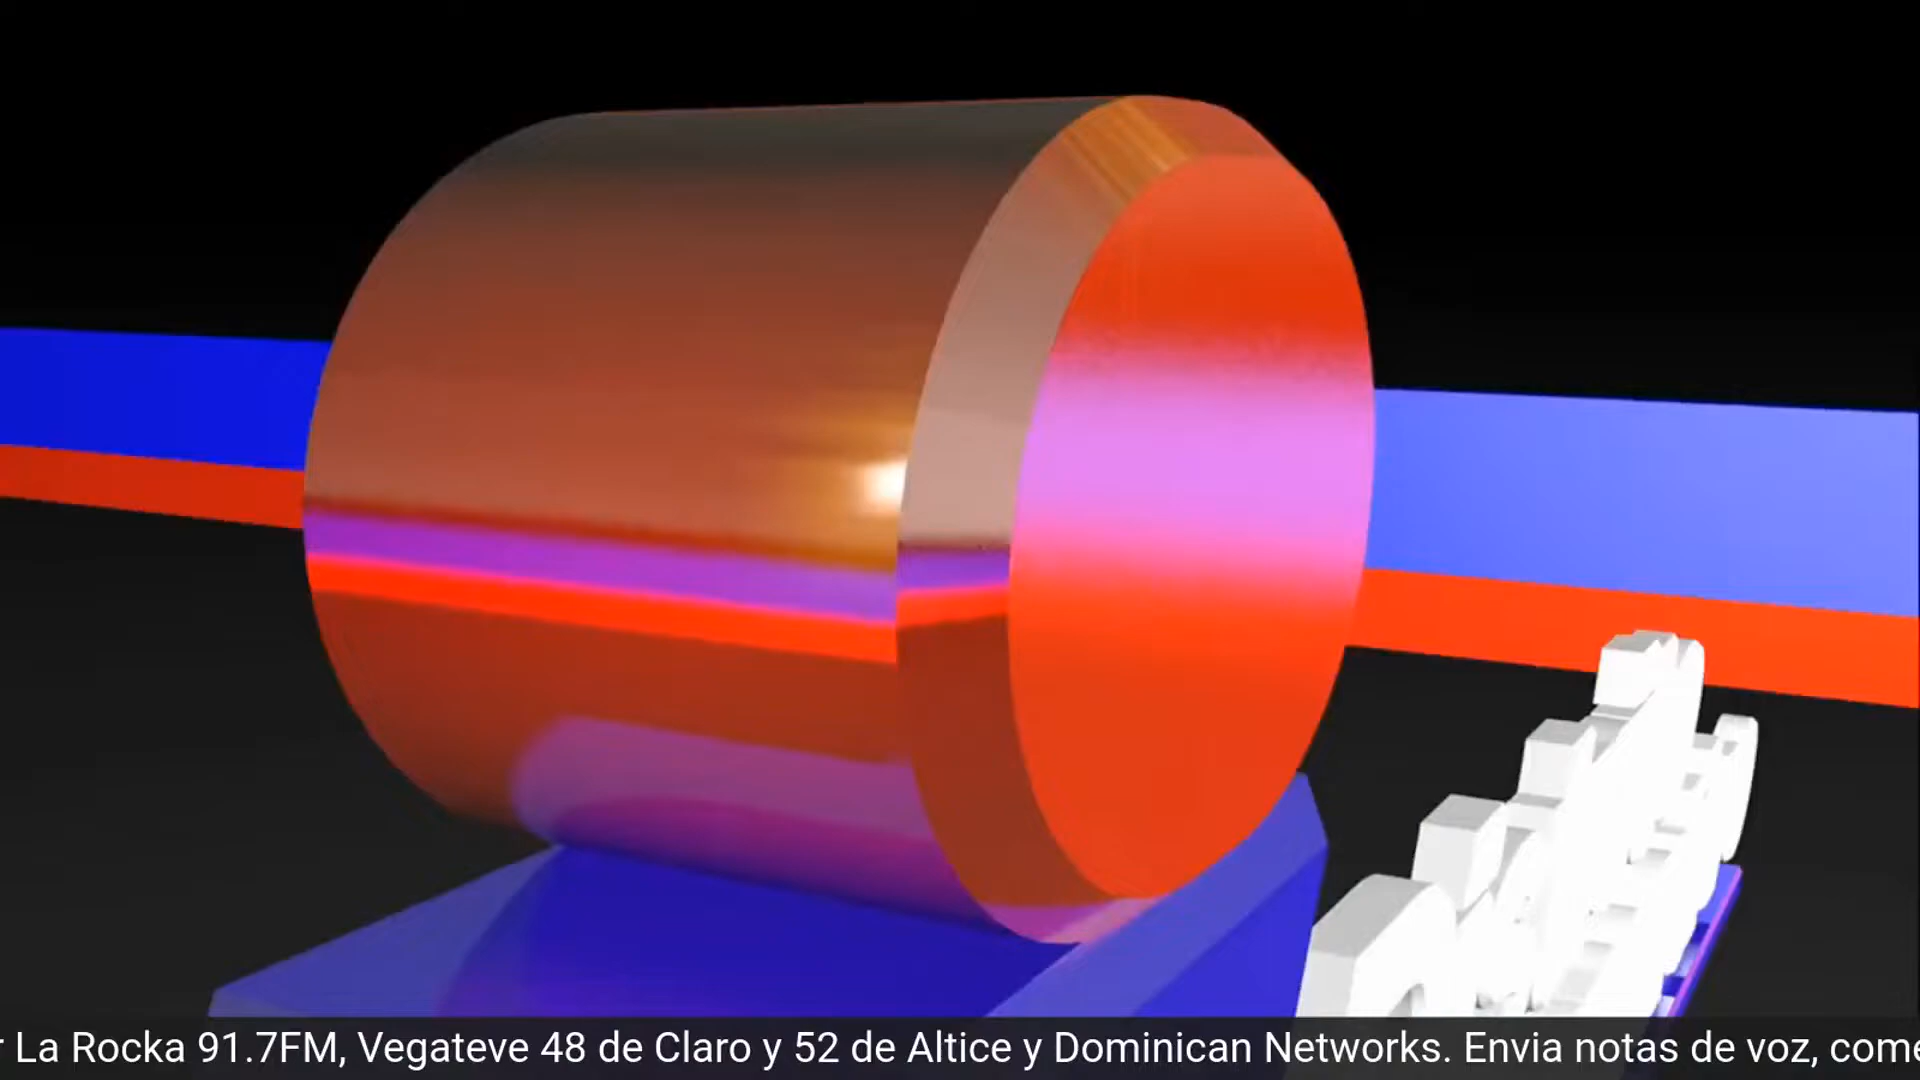 La Rocka 91.7FM, Vegateve 48 de Claro y 52 de Altice y Dominican Networks. Envia notas de voz,